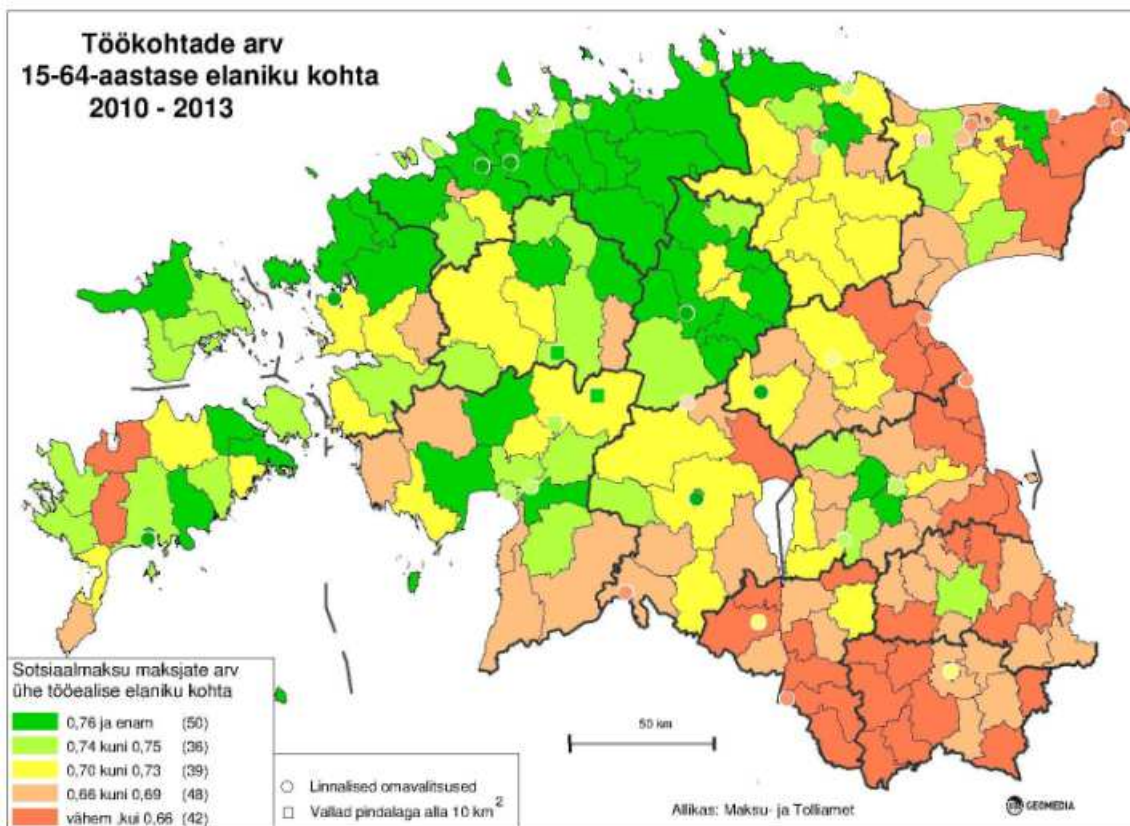 Töökohtade arv
15-64-aastase elaniku kohta
2010 - 2013
Sotsiaalmaksu maksjate arv
ühe tööealise elaniku kohta
0,76 ja enam (50)
0,74 kuni 0,75 (36)
0,70 kuni 0,73 (39)
0,66 kuni 0,69 (48)
vähem ,kui 0,66 (42)
Linnalised omavalitsused
Vallad pindalaga alla 10 km²
50 km
Allikas: Maksu- ja Tolliamet
GEOMEDIA